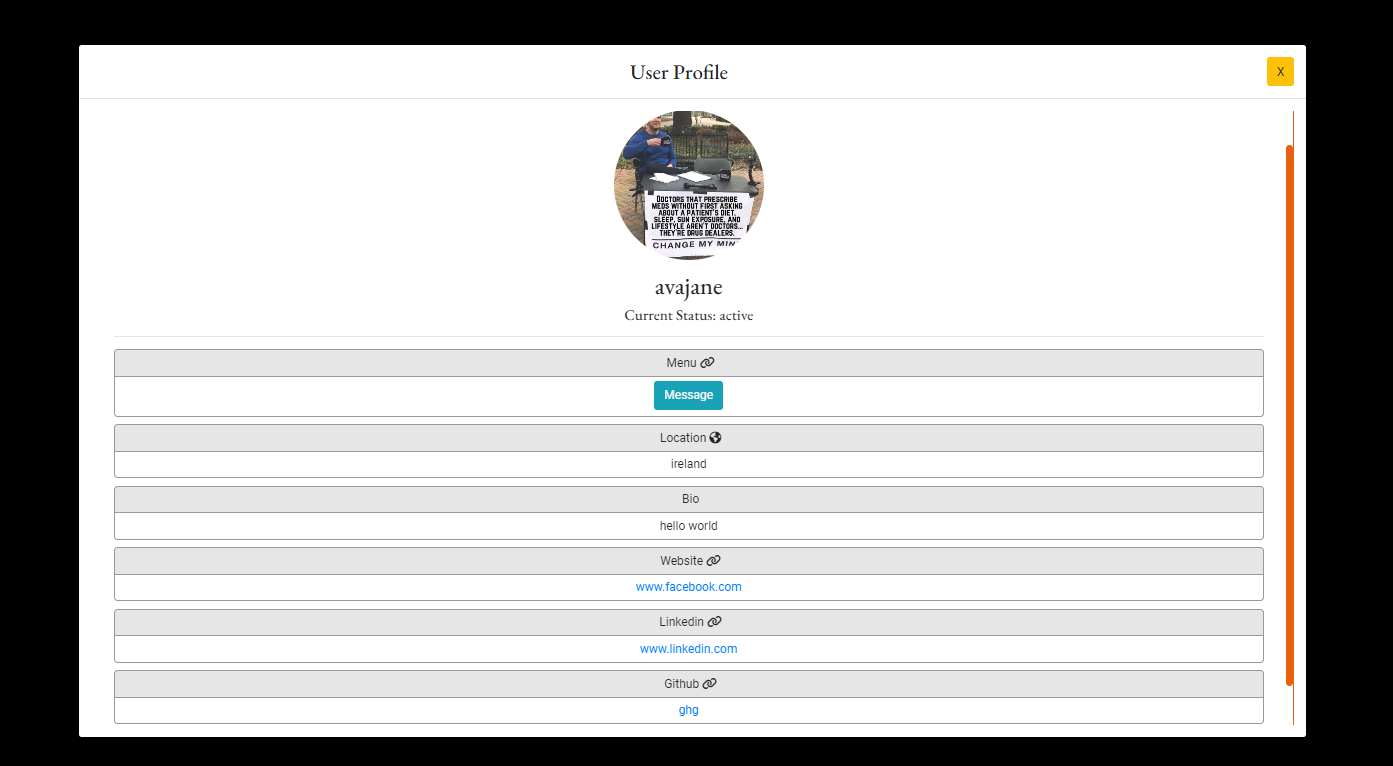 User Profile
X
DOCTORS THAT PRESCRIBE
MEDS WITHOUT FIRST ASKING
ABOUT A PATIENT'S DIET,
SLEEP, SUN EXPOSURE, AND
LIFESTYLE AREN'T DOCTORS...
THEY'RE DRUG DEALERS.
CHANGE MY MIN
avajane
Current Status: active
Menu
Message
Location
ireland
Bio
hello world
Website
www.facebook.com
Linkedin
www.linkedin.com
Github
ghg